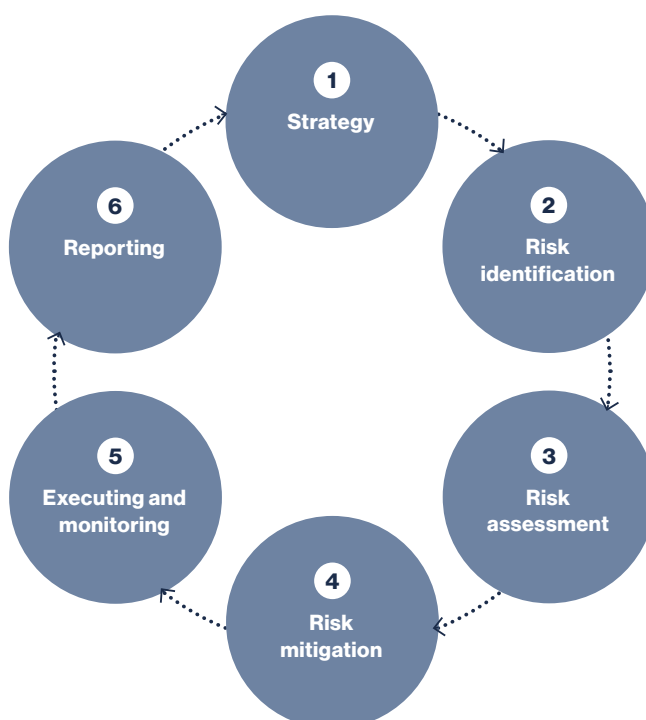 1
Strategy
2
Risk
identification
3
Risk
assessment
4
Risk
mitigation
5
Executing and
monitoring
6
Reporting